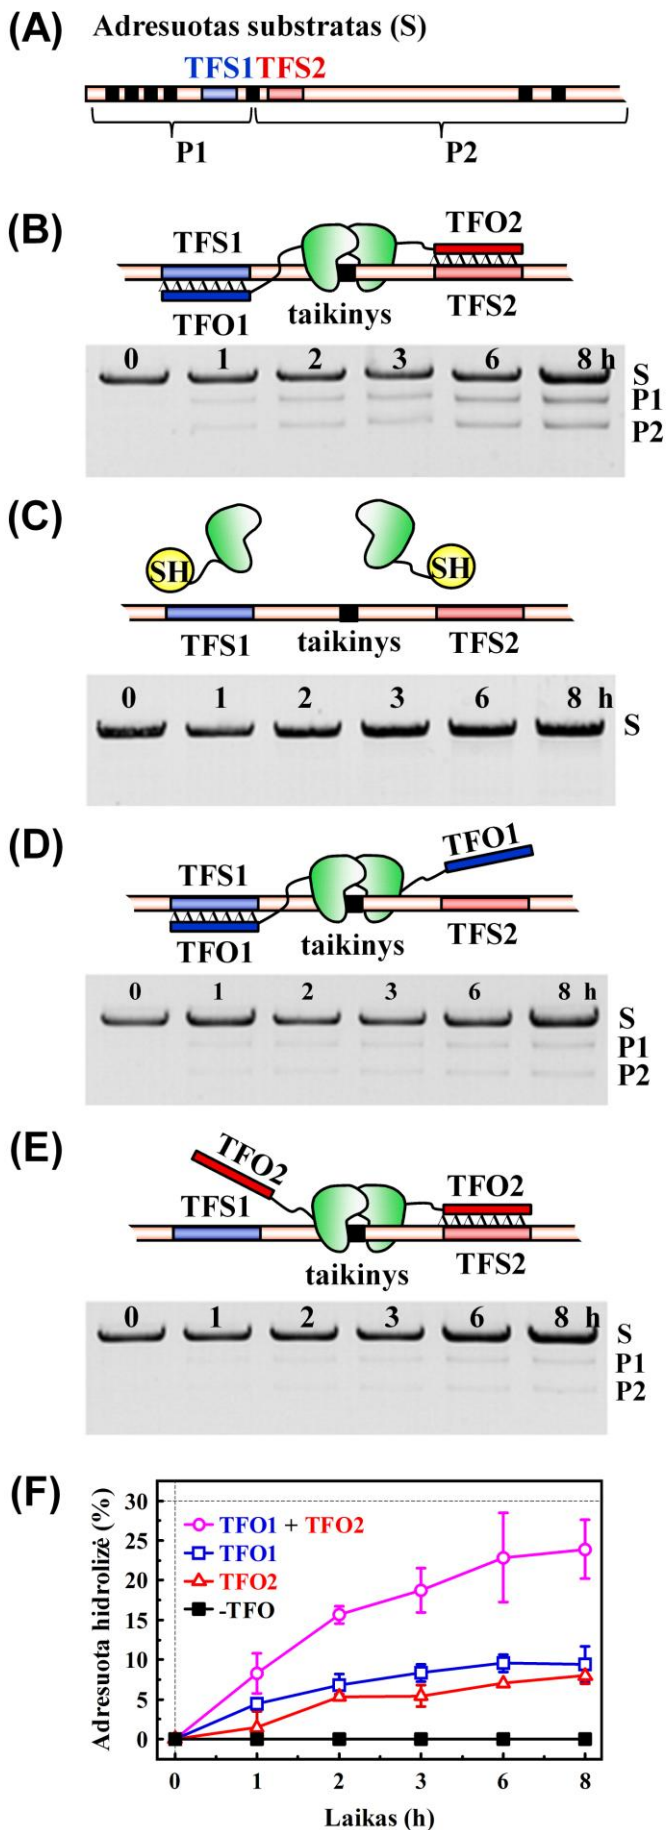 (A) Adresuotas substratas (S)
TFS1 TFS2
P1 P2
(B)
TFO2
TFS1
TFO1 taikinys TFS2
0 1 2 3 6 8 h
S
P1
P2
(C)
SH SH
TFS1 taikinys TFS2
0 1 2 3 6 8 h
S
(D)
TFO1
TFS1
TFO1 taikinys TFS2
0 1 2 3 6 8 h
S
P1
P2
(E)
TFO2
TFS1 TFO2
taikinys TFS2
0 1 2 3 6 8 h
S
P1
P2
(F)
Adresuota hidrolizė (%)
30
25
20
15
10
5
0
TFO1 + TFO2
TFO1
TFO2
-TFO
0 1 2 3 6 8
Laikas (h)